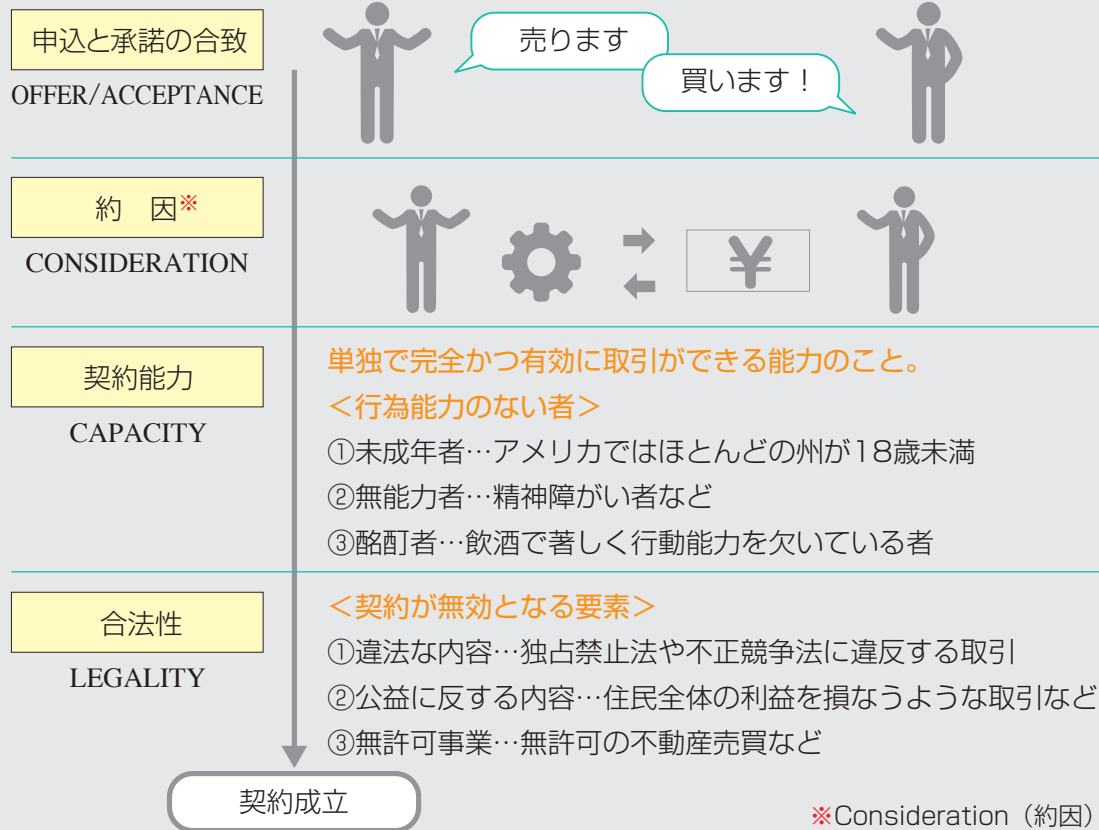 申込と承諾の合致
OFFER/ACCEPTANCE
売ります
買います！
約　因※
CONSIDERATION
¥
契約能力
CAPACITY
単独で完全かつ有効に取引ができる能力のこと。
＜行為能力のない者＞
①未成年者…アメリカではほとんどの州が18歳未満
②無能力者…精神障がい者など
③酩酊者…飲酒で著しく行動能力を欠いている者
合法性
LEGALITY
＜契約が無効となる要素＞
①違法な内容…独占禁止法や不正競争法に違反する取引
②公益に反する内容…住民全体の利益を損なうような取引など
③無許可事業…無許可の不動産売買など
契約成立
※Consideration（約因）